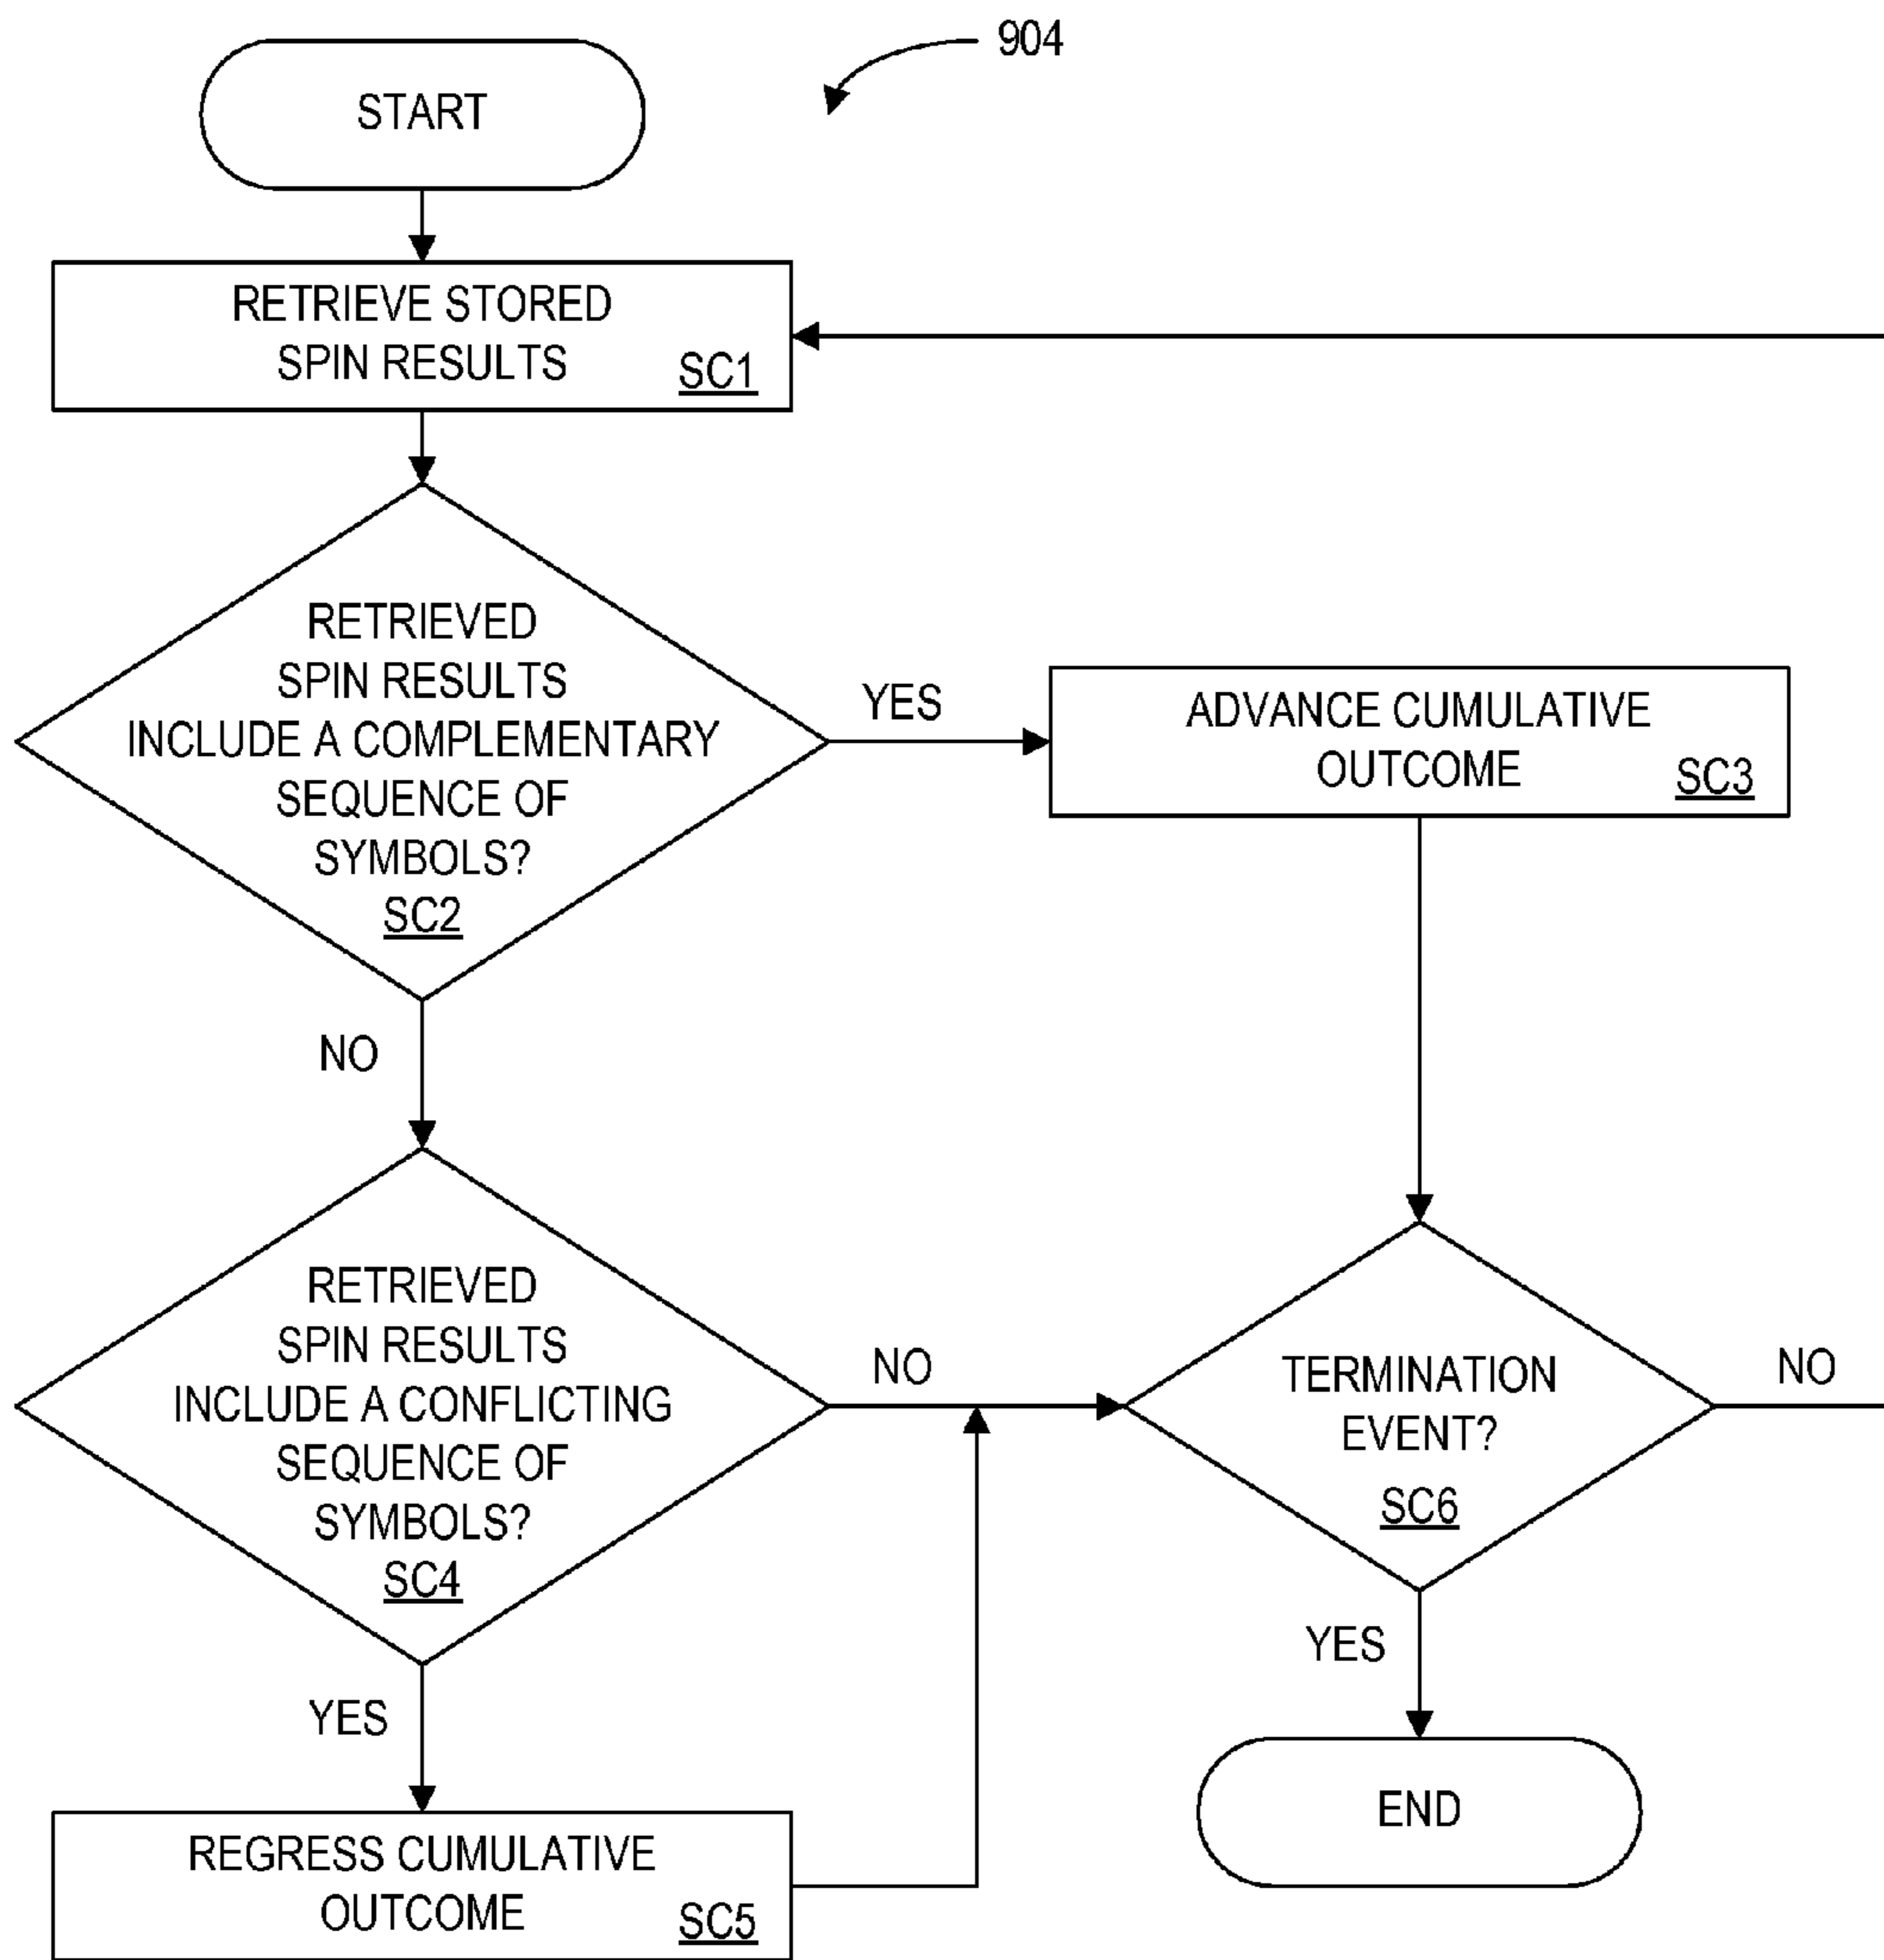 904
START
RETRIEVE STORED
SPIN RESULTS
SC1
RETRIEVED
SPIN RESULTS
INCLUDE A COMPLEMENTARY
SEQUENCE OF
SYMBOLS?
SC2
YES
ADVANCE CUMULATIVE
OUTCOME
SC3
NO
RETRIEVED
SPIN RESULTS
INCLUDE A CONFLICTING
SEQUENCE OF
SYMBOLS?
SC4
NO
TERMINATION
EVENT?
SC6
NO
YES
YES
REGRESS CUMULATIVE
OUTCOME
SC5
END